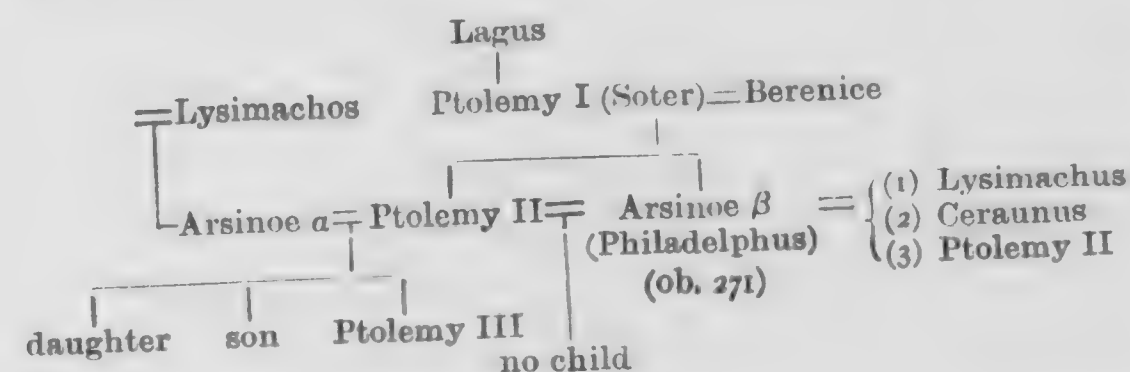 Lagus
Ptolemy I (Soter) = Berenice
= Lysimachos
Arsinoe α = Ptolemy II = Arsinoe β = (1) Lysimachus
(Philadelphus) (2) Ceraunus
(ob. 271) (3) Ptolemy II
daughter son Ptolemy III
no child